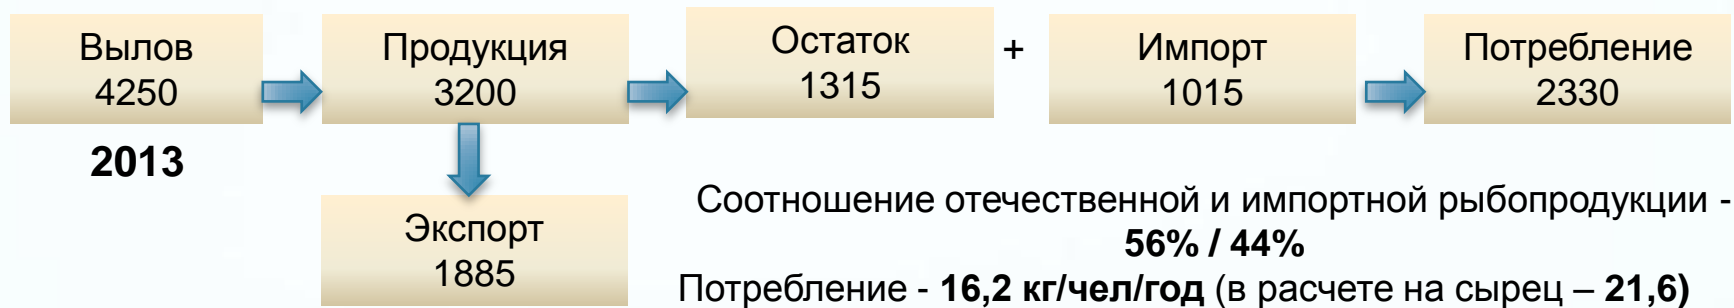 Вылов
4250
2013
Продукция
3200
Экспорт
1885
Остаток
1315
+
Импорт
1015
Потребление
2330
Соотношение отечественной и импортной рыбопродукции -
56% / 44%
Потребление - 16,2 кг/чел/год (в расчете на сырец – 21,6)